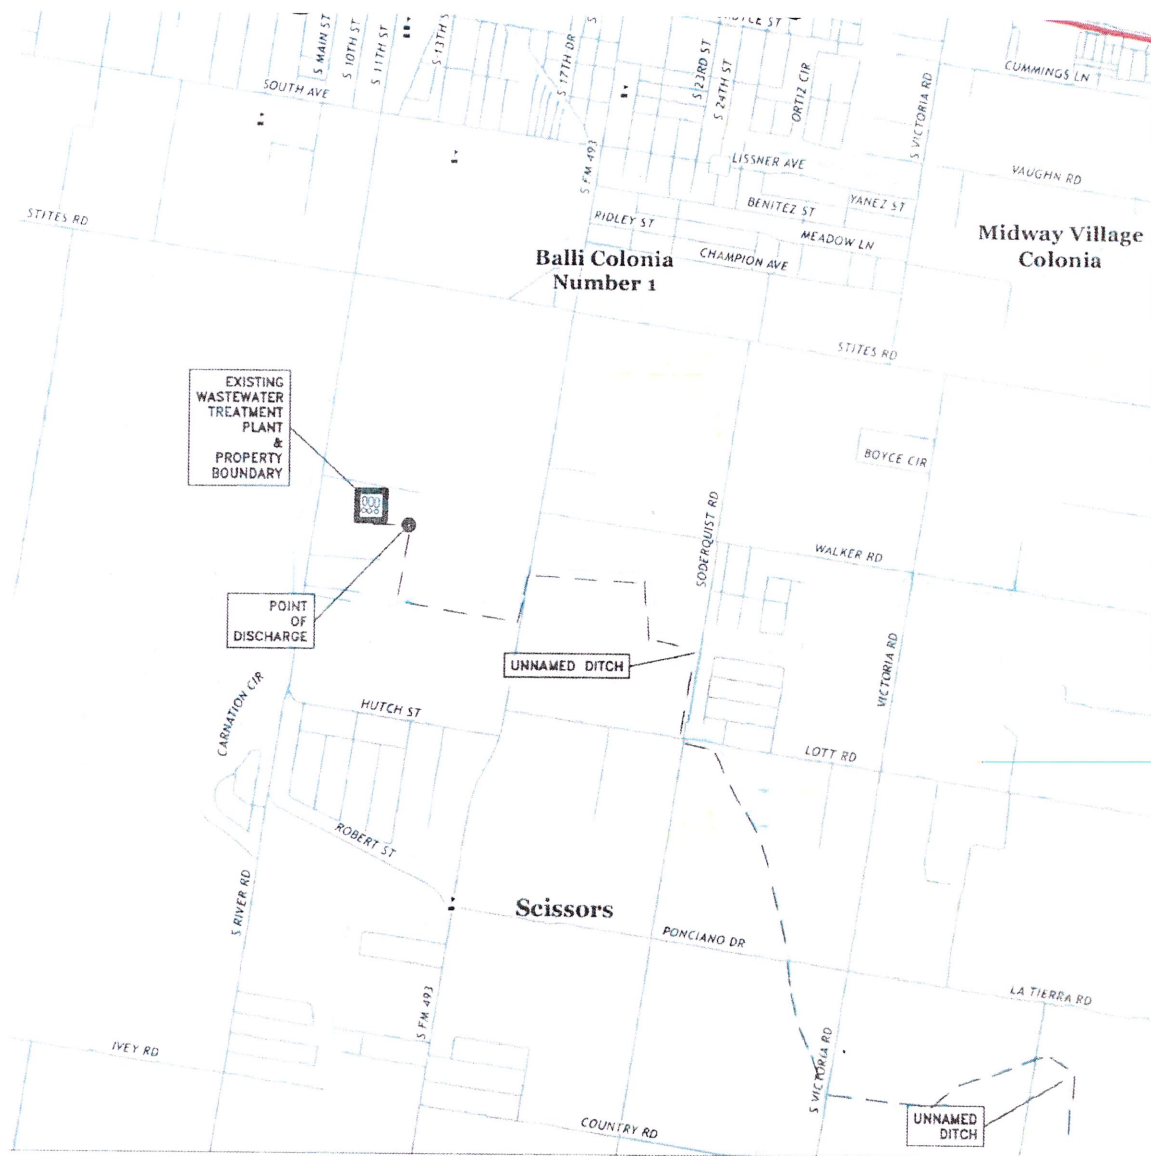 S MAIN ST
S 10TH ST
S 11TH ST
S 13TH S
S 17TH DR
S 23RD ST
S 24TH ST
ORTIZ CIR
S VICTORIA RD
CUMMINGS LN
SOUTH AVE
S FM 493
LISSNER AVE
VAUGHN RD
BENITEZ ST
YANEZ ST
STITES RD
RIDLEY ST
MEADOW LN
CHAMPION AVE
Midway Village
Colonia
Balli Colonia
Number 1
STITES RD
EXISTING
WASTEWATER
TREATMENT
PLANT
&
PROPERTY
BOUNDARY
BOYCE CIR
SODERQUIST RD
WALKER RD
POINT
OF
DISCHARGE
UNNAMED DITCH
VICTORIA RD
CARNATION CIR
HUTCH ST
LOTT RD
ROBERT ST
S RIVER RD
Scissors
PONCIANO DR
LA TIERRA RD
S FM 493
IVEY RD
S VICTORIA RD
UNNAMED
DITCH
COUNTRY RD